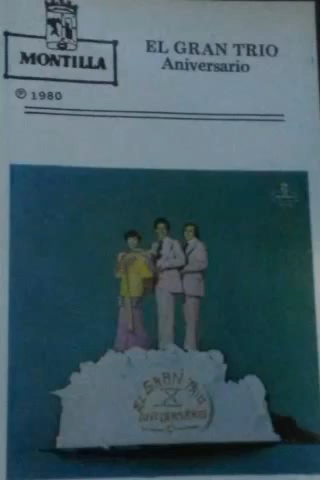 MONTILLA
EL GRAN TRIO
Aniversario
℗ 1980
EL GRAN TRIO
X
ANIVERSARIO